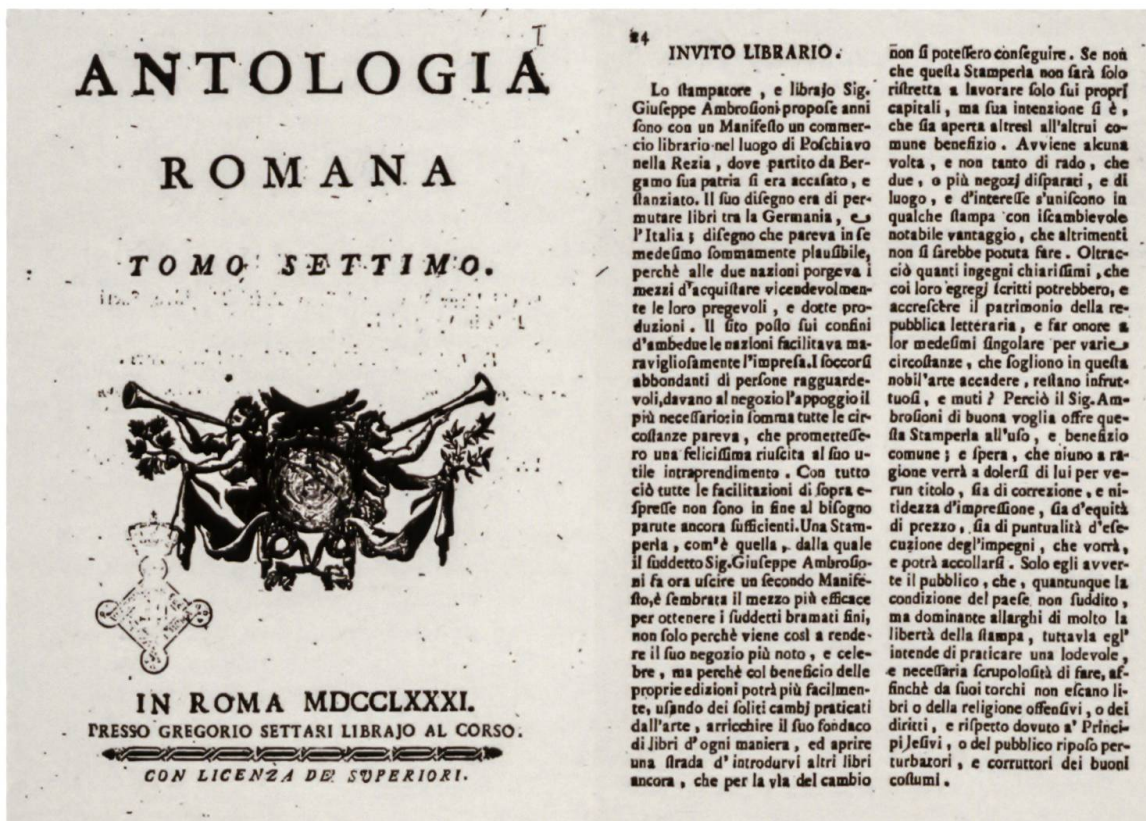 ANTOLOGIA
ROMANA
TOMO SETTIMO.
IN ROMA MDCCLXXXI.
PRESSO GREGORIO SETTARI LIBRAJO AL CORSO.
CON LICENZA DE' SUPERIORI.
24
INVITO LIBRARIO.
Lo ſtampatore, e librajo Sig.
Giuſeppe Ambroſioni propoſe anni
ſono con un Manifeſto un commer-
cio librario nel luogo di Poſchiavo
nella Rezia, dove partito da Ber-
gamo ſua patria ſi era accaſato, e
ſtanziato. Il ſuo diſegno era di per-
mutare libri tra la Germania, e
l'Italia; diſegno che pareva in ſe
medeſimo ſommamente plauſibile,
perchè alle due nazioni porgeva i
mezzi d'acquiſtare vicendevolmen-
te le loro pregevoli, e dotte pro-
duzioni. Il ſito poſto ſui confini
d'ambedue le nazioni facilitava ma-
raviglioſamente l'impreſa. I ſoccorſi
abbondanti di perſone ragguarde-
voli, davano al negozio l'appoggio il
più neceſſario: in ſomma tutte le cir-
coſtanze pareva, che prometteſſe-
ro una feliciſſima riuſcita al ſuo u-
tile intraprendimento. Con tutto
ciò tutte le facilitazioni di ſopra e-
ſpreſſe non ſono in fine al biſogno
parute ancora ſufficienti. Una Stam-
perìa, com'è quella, dalla quale
il ſuddetto Sig. Giuſeppe Ambroſio-
ni fa ora uſcire un ſecondo Manife-
ſto, è ſembrata il mezzo più efficace
per ottenere i ſuddetti bramati fini,
non ſolo perchè viene così a rende-
re il ſuo negozio più noto, e cele-
bre, ma perchè col beneficio delle
proprie edizioni potrà più facilmen-
te, uſando dei ſoliti cambj praticati
dall'arte, arricchire il ſuo fondaco
di libri d'ogni maniera, ed aprire
una ſtrada d'introdurvi altri libri
ancora, che per la vìa del cambio
non ſi poteſſero conſeguire. Se non
che queſta Stamperìa non ſarà ſolo
riſtretta a lavorare ſolo ſui proprj
capitali, ma ſua intenzione ſi è,
che ſia aperta altresì all'altrui co-
mune benefizio. Avviene alcuna
volta, e non tanto di rado, che
due, o più negozj diſparati, e di
luogo, e d'intereſſe s'uniſcono in
qualche ſtampa con iſcambievole
notabile vantaggio, che altrimenti
non ſi ſarebbe potuta fare. Oltrac-
ciò quanti ingegni chiariſſimi, che
coi loro egregj ſcritti potrebbero, e
accreſcère il patrimonio della re-
pubblica letteraria, e far onore a
lor medeſimi ſingolare per varie
circoſtanze, che ſogliono in queſta
nobil'arte accadere, reſtano infrut-
tuoſi, e muti? Perciò il Sig. Am-
broſioni di buona voglia offre que-
ſta Stamperìa all'uſo, e benefizio
comune; e ſpera, che niuno a ra-
gione verrà a dolerſi di lui per ve-
run titolo, ſia di correzione, e ni-
tidezza d'impreſſione, ſia d'equità
di prezzo, ſia di puntualità d'eſe-
cuzione degl'impegni, che vorrà,
e potrà accollarſi. Solo egli avver-
te il pubblico, che, quantunque la
condizione del paeſe non ſuddito,
ma dominante allarghi di molto la
libertà della ſtampa, tuttavìa egl'
intende di praticare una lodevole,
e neceſſaria ſcrupoloſità di fare, af-
finchè da ſuoi torchi non eſcano li-
bri o della religione offenſivi, o dei
diritti, e riſpetto dovuto a' Princi-
pi leſivi, o del pubblico ripoſo per-
turbatori, e corruttori dei buoni
coſtumi.